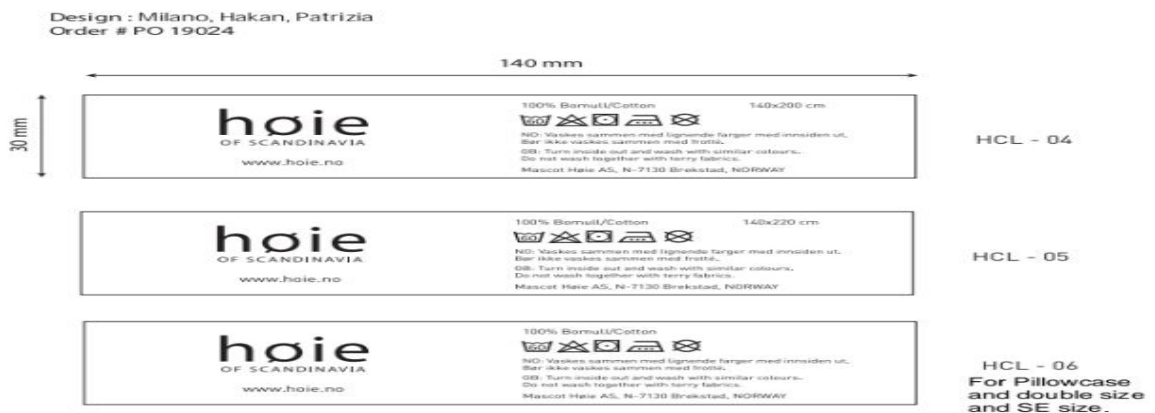 Design : Milano, Hakan, Patrizia
Order # PO 19024
140 mm
30 mm
høie
OF SCANDINAVIA
www.hoie.no
100% Bomull/Cotton 140x200 cm
60
NO: Vaskes sammen med lignende farger med innsiden ut.
Bør ikke vaskes sammen med frotté.
GB: Turn inside out and wash with similar colours.
Do not wash together with terry fabrics.
Mascot Høie AS, N-7130 Brekstad, NORWAY
HCL - 04
høie
OF SCANDINAVIA
www.hoie.no
100% Bomull/Cotton 140x220 cm
60
NO: Vaskes sammen med lignende farger med innsiden ut.
Bør ikke vaskes sammen med frotté.
GB: Turn inside out and wash with similar colours.
Do not wash together with terry fabrics.
Mascot Høie AS, N-7130 Brekstad, NORWAY
HCL - 05
høie
OF SCANDINAVIA
www.hoie.no
100% Bomull/Cotton
60
NO: Vaskes sammen med lignende farger med innsiden ut.
Bør ikke vaskes sammen med frotté.
GB: Turn inside out and wash with similar colours.
Do not wash together with terry fabrics.
Mascot Høie AS, N-7130 Brekstad, NORWAY
HCL - 06
For Pillowcase
and double size
and SE size.